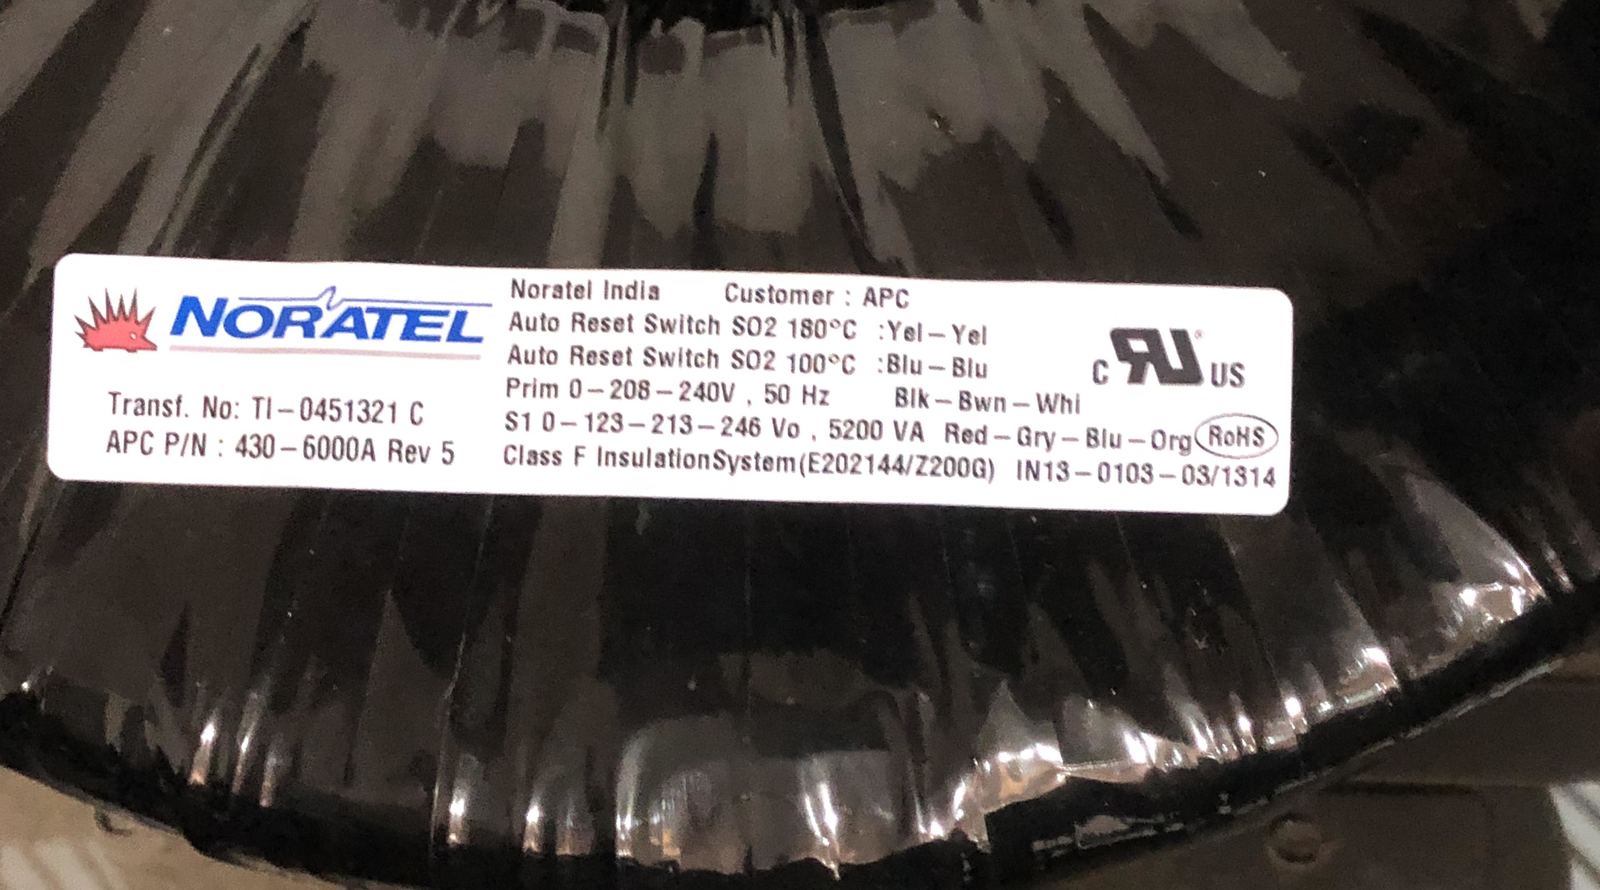 NORATEL
Transf. No: TI-0451321 C
APC P/N : 430-6000A Rev 5
Noratel India Customer : APC
Auto Reset Switch SO2 180°C :Yel-Yel
Auto Reset Switch SO2 100°C :Blu-Blu
Prim 0-208-240V , 50 Hz Blk-Bwn-Whi
S1 0-123-213-246 Vo , 5200 VA Red-Gry-Blu-Org RoHS
Class F InsulationSystem(E202144/Z200G) IN13-0103-03/1314
c RU ® US